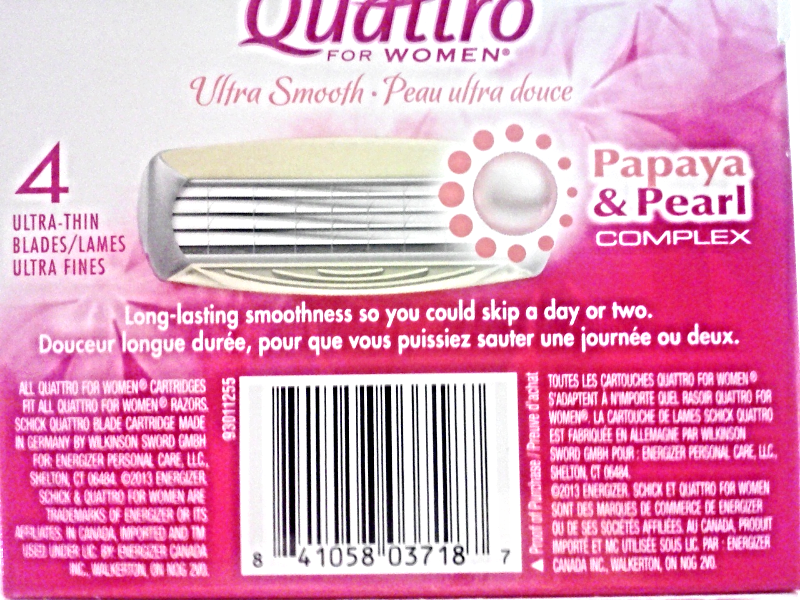 Quattro
FOR WOMEN®
Ultra Smooth • Peau ultra douce
4
ULTRA-THIN
BLADES/LAMES
ULTRA FINES
Papaya
& Pearl
COMPLEX
Long-lasting smoothness so you could skip a day or two.
Douceur longue durée, pour que vous puissiez sauter une journée ou deux.
ALL QUATTRO FOR WOMEN® CARTRIDGES
FIT ALL QUATTRO FOR WOMEN® RAZORS.
SCHICK QUATTRO BLADE CARTRIDGE MADE
IN GERMANY BY WILKINSON SWORD GMBH
FOR: ENERGIZER PERSONAL CARE, LLC.,
SHELTON, CT 06484. ©2013 ENERGIZER.
SCHICK & QUATTRO FOR WOMEN ARE
TRADEMARKS OF ENERGIZER OR ITS
AFFILIATES. IN CANADA, IMPORTED AND TM
USED UNDER LIC. BY ENERGIZER CANADA
INC., WALKERTON, ON N0G 2V0.
93011255
8 41058 03718 7
▲ Proof of Purchase / Preuve d'achat
TOUTES LES CARTOUCHES QUATTRO FOR WOMEN®
S'ADAPTENT À N'IMPORTE QUEL RASOIR QUATTRO FOR
WOMEN®. LA CARTOUCHE DE LAMES SCHICK QUATTRO
EST FABRIQUÉE EN ALLEMAGNE PAR WILKINSON
SWORD GMBH POUR : ENERGIZER PERSONAL CARE, LLC.,
SHELTON, CT 06484.
©2013 ENERGIZER. SCHICK ET QUATTRO FOR WOMEN
SONT DES MARQUES DE COMMERCE DE ENERGIZER
OU DE SES SOCIÉTÉS AFFILIÉES. AU CANADA, PRODUIT
IMPORTÉ ET MC UTILISÉE SOUS LIC. PAR : ENERGIZER
CANADA INC., WALKERTON, ON N0G 2V0.